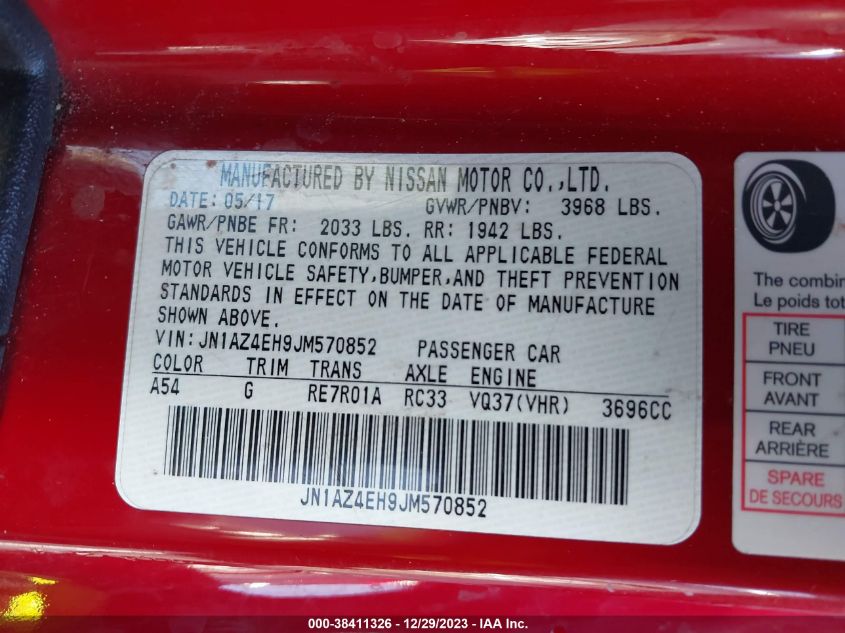 MANUFACTURED BY NISSAN MOTOR CO.,LTD.
DATE: 05/17 GVWR/PNBV: 3968 LBS.
GAWR/PNBE FR: 2033 LBS. RR: 1942 LBS.
THIS VEHICLE CONFORMS TO ALL APPLICABLE FEDERAL
MOTOR VEHICLE SAFETY,BUMPER,AND THEFT PREVENTION
STANDARDS IN EFFECT ON THE DATE OF MANUFACTURE
SHOWN ABOVE.
VIN:JN1AZ4EH9JM570852 PASSENGER CAR
COLOR TRIM TRANS AXLE ENGINE
A54 G RE7R01A RC33 VQ37(VHR) 3696CC
JN1AZ4EH9JM570852
The combin
Le poids tot
TIRE
PNEU
FRONT
AVANT
REAR
ARRIÈRE
SPARE
DE SECOURS
000-38411326 - 12/29/2023 - IAA Inc.